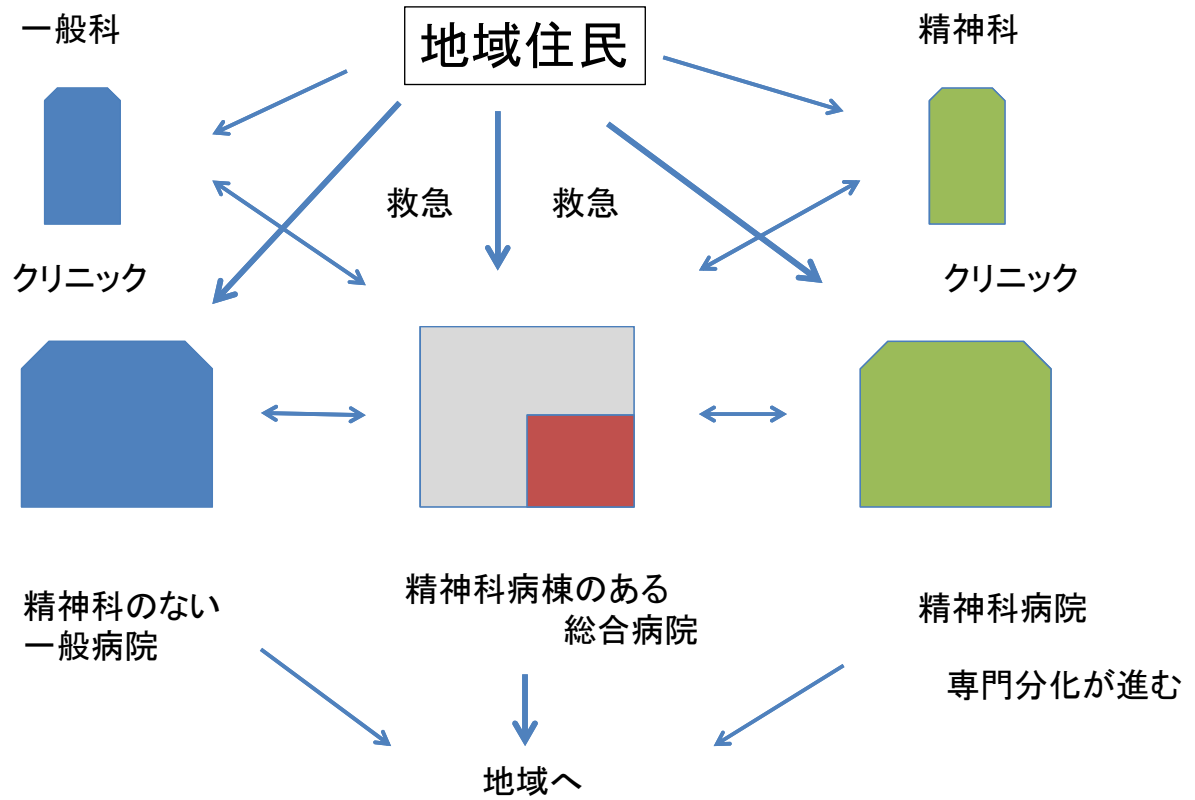 一般科
地域住民
精神科
救急
救急
クリニック
クリニック
精神科のない
一般病院
精神科病棟のある
総合病院
精神科病院
専門分化が進む
地域へ